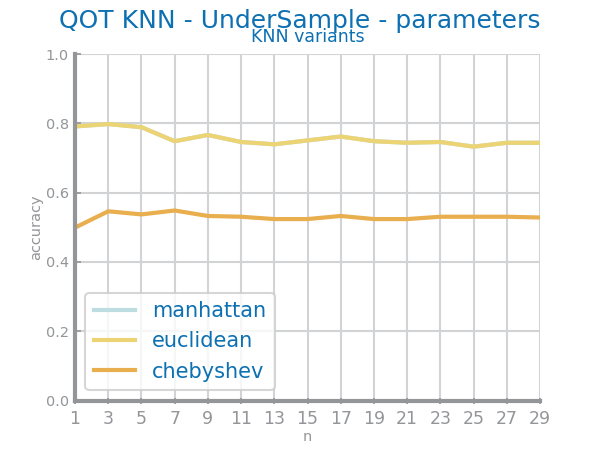 QOT KNN - UnderSample - parameters
KNN variants
1.0
0.8
0.6
0.4
0.2
0.0
accuracy
manhattan
euclidean
chebyshev
1 3 5 7 9 11 13 15 17 19 21 23 25 27 29
n